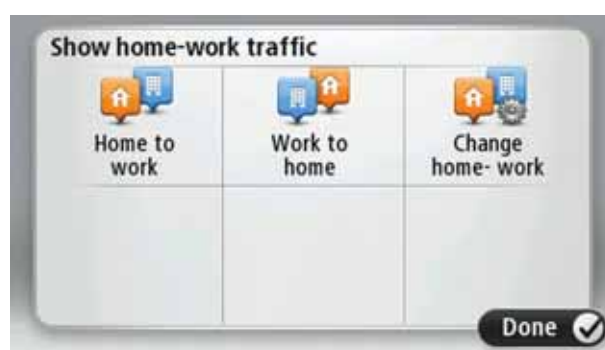 Show home-work traffic
Home to
work
Work to
home
Change
home- work
Done